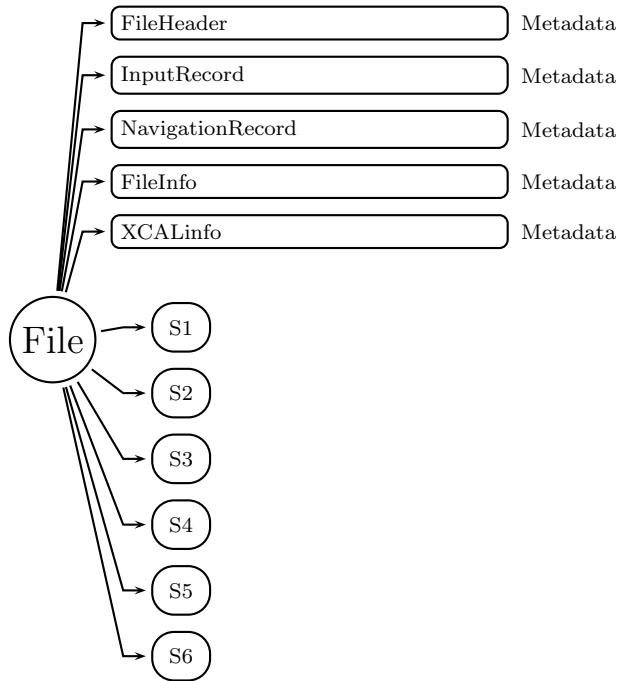 FileHeader Metadata
InputRecord Metadata
NavigationRecord Metadata
FileInfo Metadata
XCALinfo Metadata
File
S1
S2
S3
S4
S5
S6